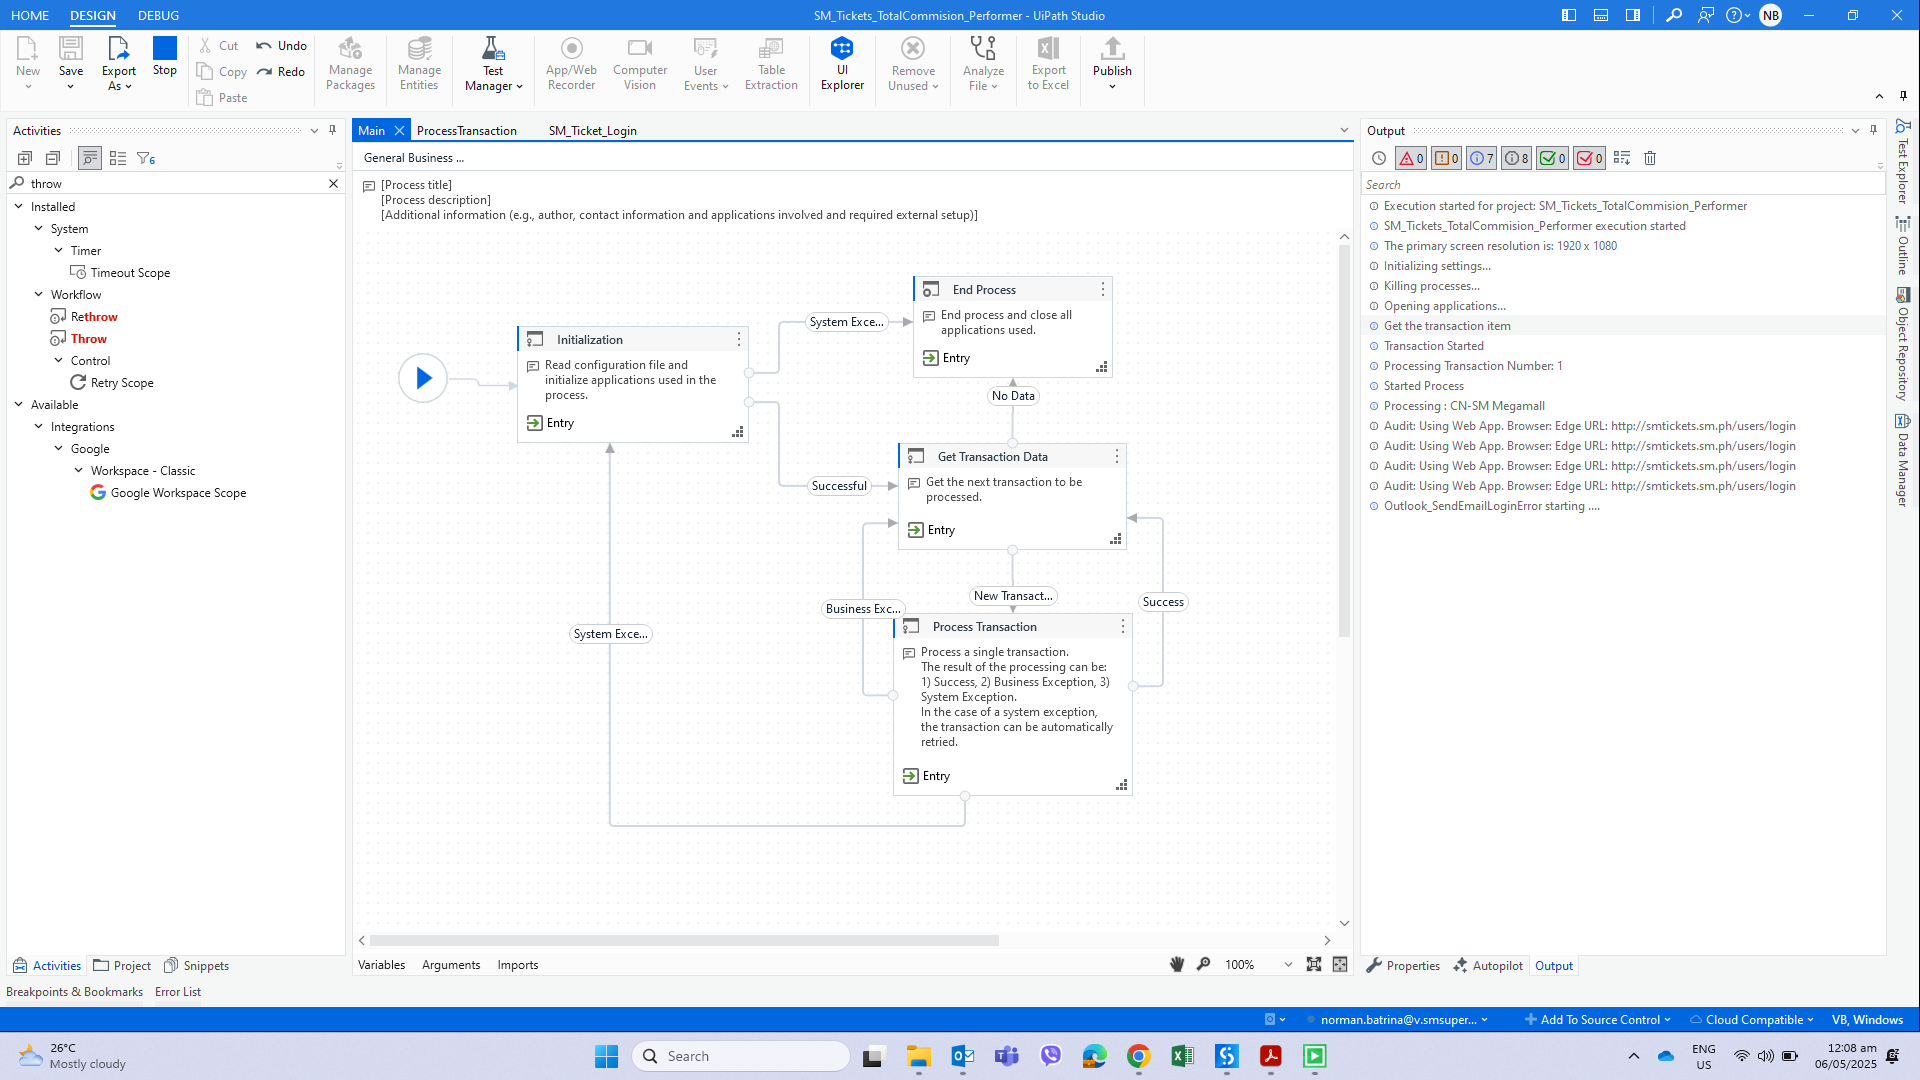 HOME
DESIGN
DEBUG
SM_Tickets_TotalCommision_Performer - UiPath Studio
NB
New
Save
Export As
Stop
Cut
Copy
Paste
Undo
Redo
Manage Packages
Manage Entities
Test Manager
App/Web Recorder
Computer Vision
User Events
Table Extraction
UI Explorer
Remove Unused
Analyze File
Export to Excel
Publish
Activities
6
throw
Installed
System
Timer
Timeout Scope
Workflow
Rethrow
Throw
Control
Retry Scope
Available
Integrations
Google
Workspace - Classic
Google Workspace Scope
Main
ProcessTransaction
SM_Ticket_Login
General Business ...
[Process title]
[Process description]
[Additional information (e.g., author, contact information and applications involved and required external setup)]
Initialization
Read configuration file and
initialize applications used in the
process.
Entry
System Exce...
End Process
End process and close all
applications used.
Entry
No Data
Successful
Get Transaction Data
Get the next transaction to be
processed.
Entry
New Transact...
Business Exc...
Success
System Exce...
Process Transaction
Process a single transaction.
The result of the processing can be:
1) Success, 2) Business Exception, 3)
System Exception.
In the case of a system exception,
the transaction can be automatically
retried.
Entry
Variables
Arguments
Imports
100%
Output
0
0
7
8
0
0
Search
Execution started for project: SM_Tickets_TotalCommision_Performer
SM_Tickets_TotalCommision_Performer execution started
The primary screen resolution is: 1920 x 1080
Initializing settings...
Killing processes...
Opening applications...
Get the transaction item
Transaction Started
Processing Transaction Number: 1
Started Process
Processing : CN-SM Megamall
Audit: Using Web App. Browser: Edge URL: http://smtickets.sm.ph/users/login
Audit: Using Web App. Browser: Edge URL: http://smtickets.sm.ph/users/login
Audit: Using Web App. Browser: Edge URL: http://smtickets.sm.ph/users/login
Audit: Using Web App. Browser: Edge URL: http://smtickets.sm.ph/users/login
Outlook_SendEmailLoginError starting ....
Test Explorer
Outline
Object Repository
Data Manager
Activities
Project
Snippets
Properties
Autopilot
Output
Breakpoints & Bookmarks
Error List
norman.batrina@v.smsuper...
Add To Source Control
Cloud Compatible
VB, Windows
26°C
Mostly cloudy
Search
ENG
US
12:08 am
06/05/2025